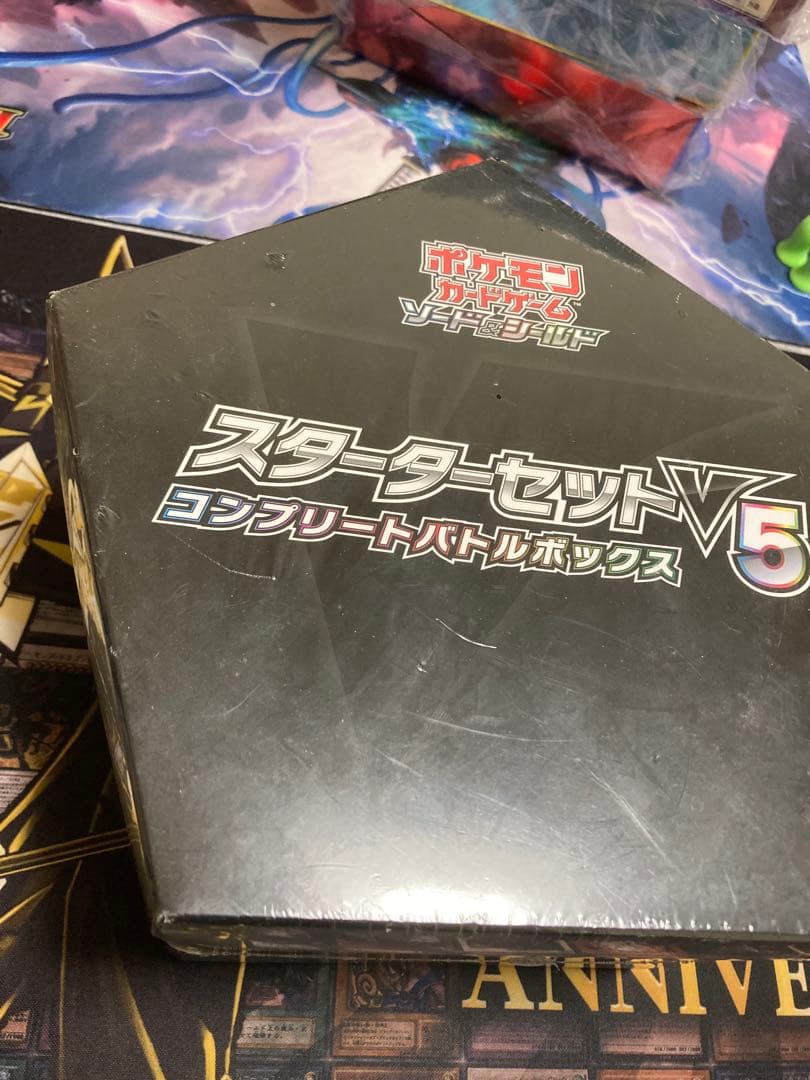 ポケモン
カードゲーム™
ソード&シールド
スターターセットV
コンプリートバトルボックス
5
ANNIVE